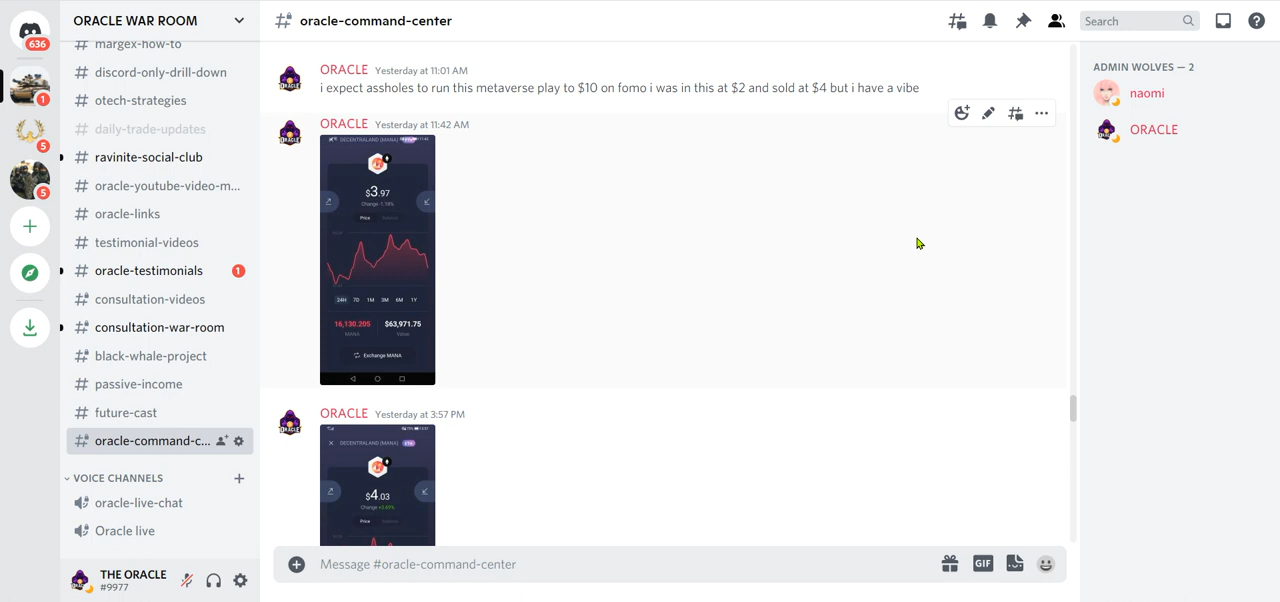 ORACLE WAR ROOM
oracle-command-center
Search
636
1
5
5
margex-how-to
discord-only-drill-down
otech-strategies
daily-trade-updates
ravinite-social-club
oracle-youtube-video-m...
oracle-links
testimonial-videos
oracle-testimonials 1
consultation-videos
consultation-war-room
black-whale-project
passive-income
future-cast
oracle-command-c...
VOICE CHANNELS
oracle-live-chat
Oracle live
THE ORACLE
#9977
ORACLE Yesterday at 11:01 AM
i expect assholes to run this metaverse play to $10 on fomo i was in this at $2 and sold at $4 but i have a vibe
ORACLE Yesterday at 11:42 AM
DECENTRALAND (MANA)
$3.97
Price
24H 7D 1M 3M 6M 1Y
16,130.205 $63,971.75
MANA Value
Exchange MANA
ORACLE Yesterday at 3:57 PM
DECENTRALAND (MANA)
$4.03
Price
Message #oracle-command-center
GIF
ADMIN WOLVES — 2
naomi
ORACLE